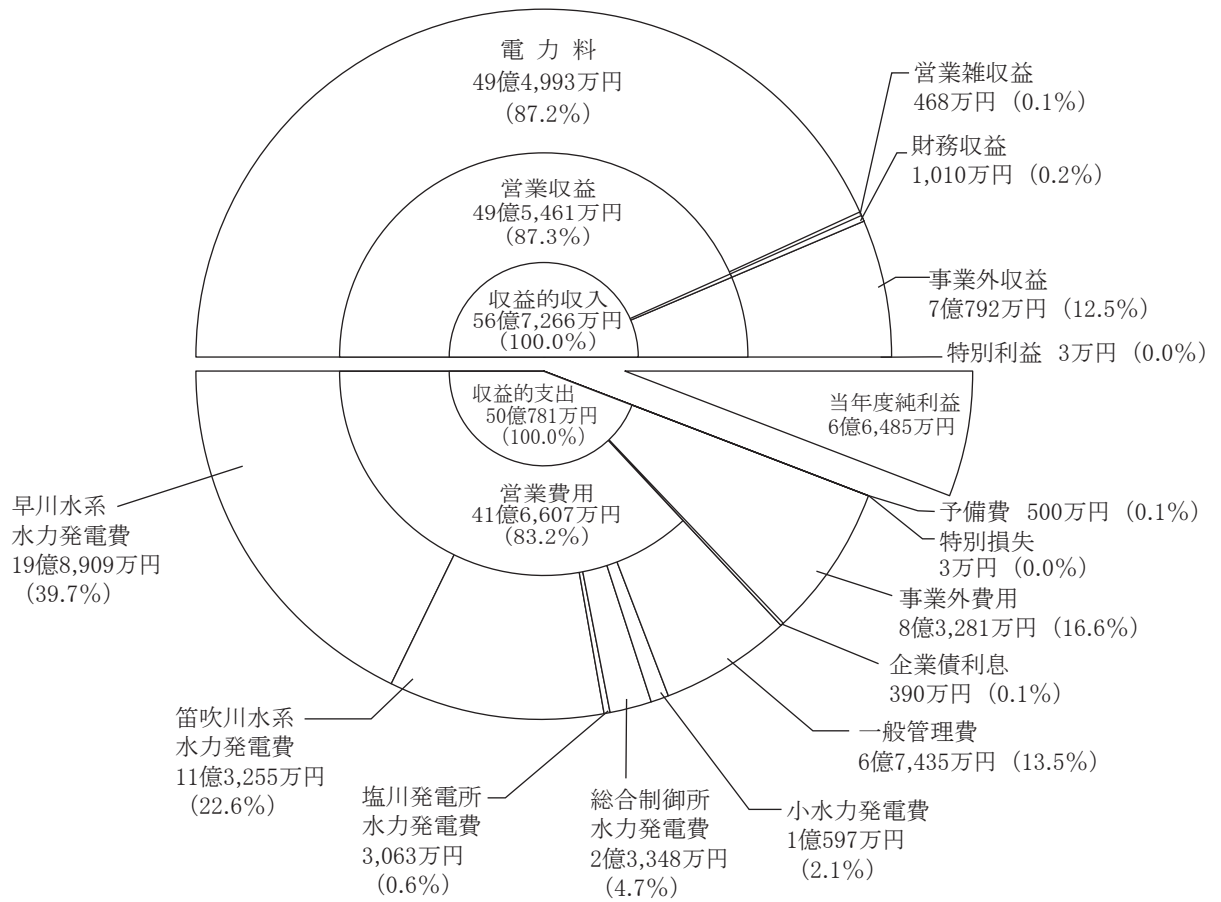 電力料
49億4,993万円
(87.2%)
営業雑収益
468万円 (0.1%)
財務収益
1,010万円 (0.2%)
営業収益
49億5,461万円
(87.3%)
収益的収入
56億7,266万円
(100.0%)
事業外収益
7億792万円 (12.5%)
特別利益 3万円 (0.0%)
収益的支出
50億781万円
(100.0%)
当年度純利益
6億6,485万円
営業費用
41億6,607万円
(83.2%)
予備費 500万円 (0.1%)
特別損失
3万円 (0.0%)
事業外費用
8億3,281万円 (16.6%)
企業債利息
390万円 (0.1%)
一般管理費
6億7,435万円 (13.5%)
早川水系
水力発電費
19億8,909万円
(39.7%)
笛吹川水系
水力発電費
11億3,255万円
(22.6%)
塩川発電所
水力発電費
3,063万円
(0.6%)
総合制御所
水力発電費
2億3,348万円
(4.7%)
小水力発電費
1億597万円
(2.1%)